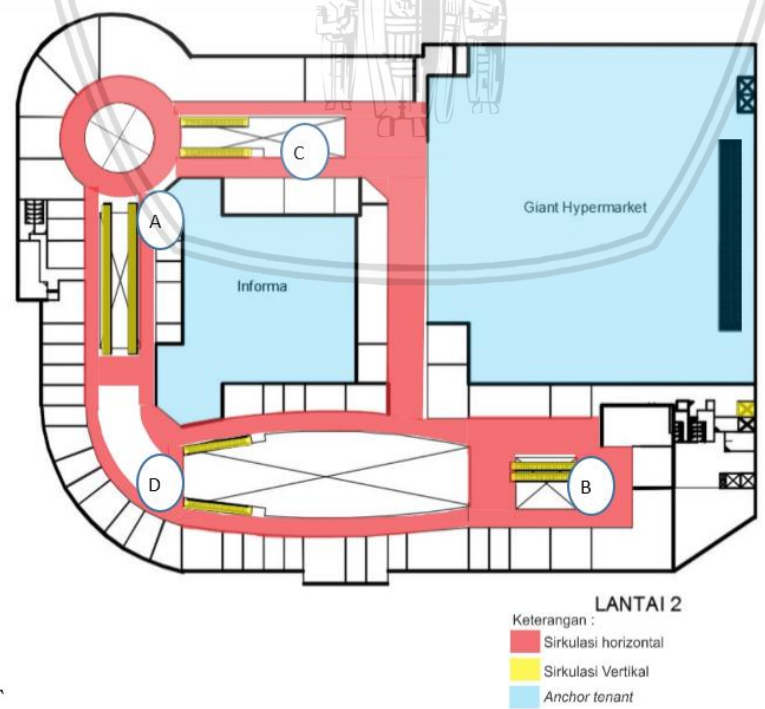 C
A
Giant Hypermarket
Informa
D
B
LANTAI 2
Keterangan :
Sirkulasi horizontal
Sirkulasi Vertikal
Anchor tenant